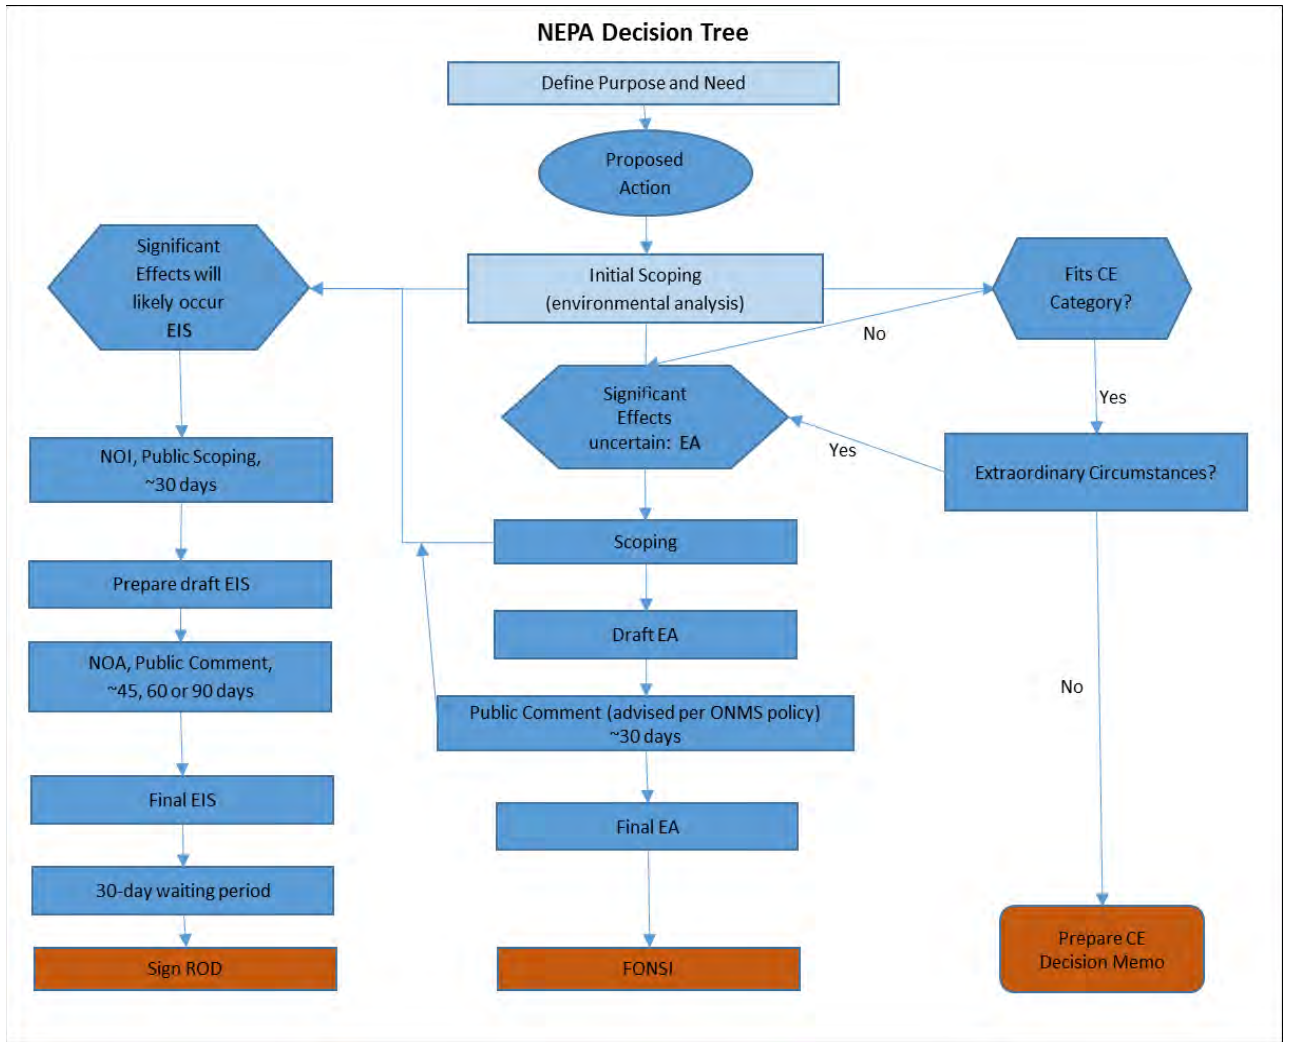 NEPA Decision Tree
Define Purpose and Need
Proposed
Action
Significant
Effects will
likely occur
EIS
Initial Scoping
(environmental analysis)
Fits CE
Category?
No
Yes
Significant
Effects
uncertain: EA
Yes
Extraordinary Circumstances?
NOI, Public Scoping,
~30 days
Scoping
Prepare draft EIS
Draft EA
NOA, Public Comment,
~45, 60 or 90 days
Public Comment (advised per ONMS policy)
~30 days
No
Final EIS
Final EA
30-day waiting period
Sign ROD
FONSI
Prepare CE
Decision Memo